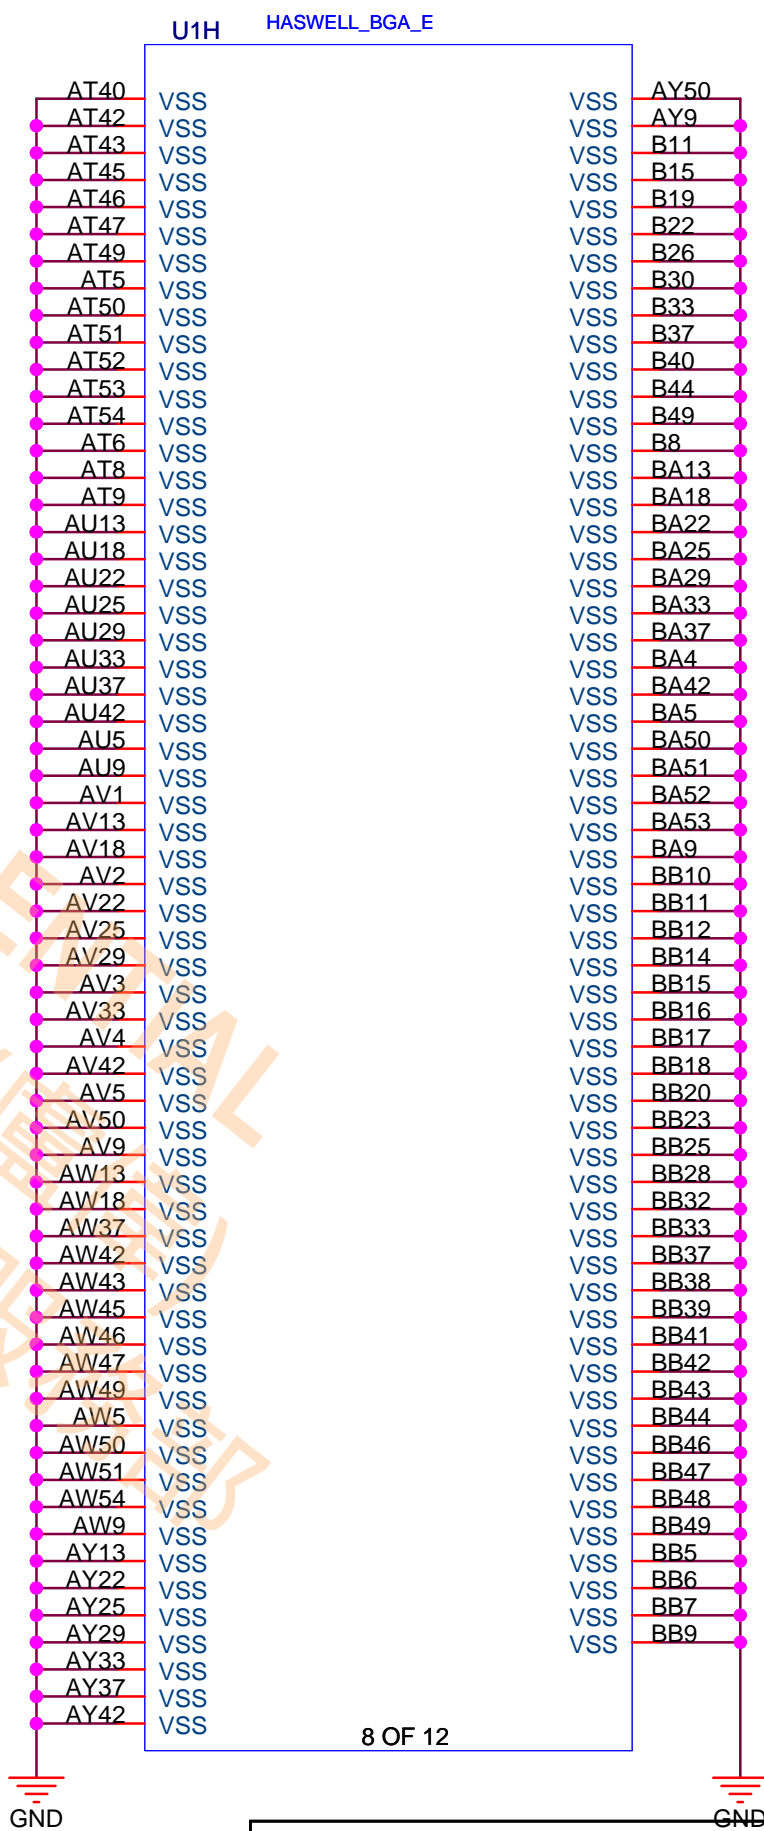 U1H HASWELL_BGA_E
AT40 VSS VSS AY50
AT42 VSS VSS AY9
AT43 VSS VSS B11
AT45 VSS VSS B15
AT46 VSS VSS B19
AT47 VSS VSS B22
AT49 VSS VSS B26
AT5 VSS VSS B30
AT50 VSS VSS B33
AT51 VSS VSS B37
AT52 VSS VSS B40
AT53 VSS VSS B44
AT54 VSS VSS B49
AT6 VSS VSS B8
AT8 VSS VSS BA13
AT9 VSS VSS BA18
AU13 VSS VSS BA22
AU18 VSS VSS BA25
AU22 VSS VSS BA29
AU25 VSS VSS BA33
AU29 VSS VSS BA37
AU33 VSS VSS BA4
AU37 VSS VSS BA42
AU42 VSS VSS BA5
AU5 VSS VSS BA50
AU9 VSS VSS BA51
AV1 VSS VSS BA52
AV13 VSS VSS BA53
AV18 VSS VSS BA9
AV2 VSS VSS BB10
AV22 VSS VSS BB11
AV25 VSS VSS BB12
AV29 VSS VSS BB14
AV3 VSS VSS BB15
AV33 VSS VSS BB16
AV4 VSS VSS BB17
AV42 VSS VSS BB18
AV5 VSS VSS BB20
AV50 VSS VSS BB23
AV9 VSS VSS BB25
AW13 VSS VSS BB28
AW18 VSS VSS BB32
AW37 VSS VSS BB33
AW42 VSS VSS BB37
AW43 VSS VSS BB38
AW45 VSS VSS BB39
AW46 VSS VSS BB41
AW47 VSS VSS BB42
AW49 VSS VSS BB43
AW5 VSS VSS BB44
AW50 VSS VSS BB46
AW51 VSS VSS BB47
AW54 VSS VSS BB48
AW9 VSS VSS BB49
AY13 VSS VSS BB5
AY22 VSS VSS BB6
AY25 VSS VSS BB7
AY29 VSS VSS BB9
AY33 VSS
AY37 VSS
AY42 VSS
8 OF 12
GND GND
ENTIAL
務部